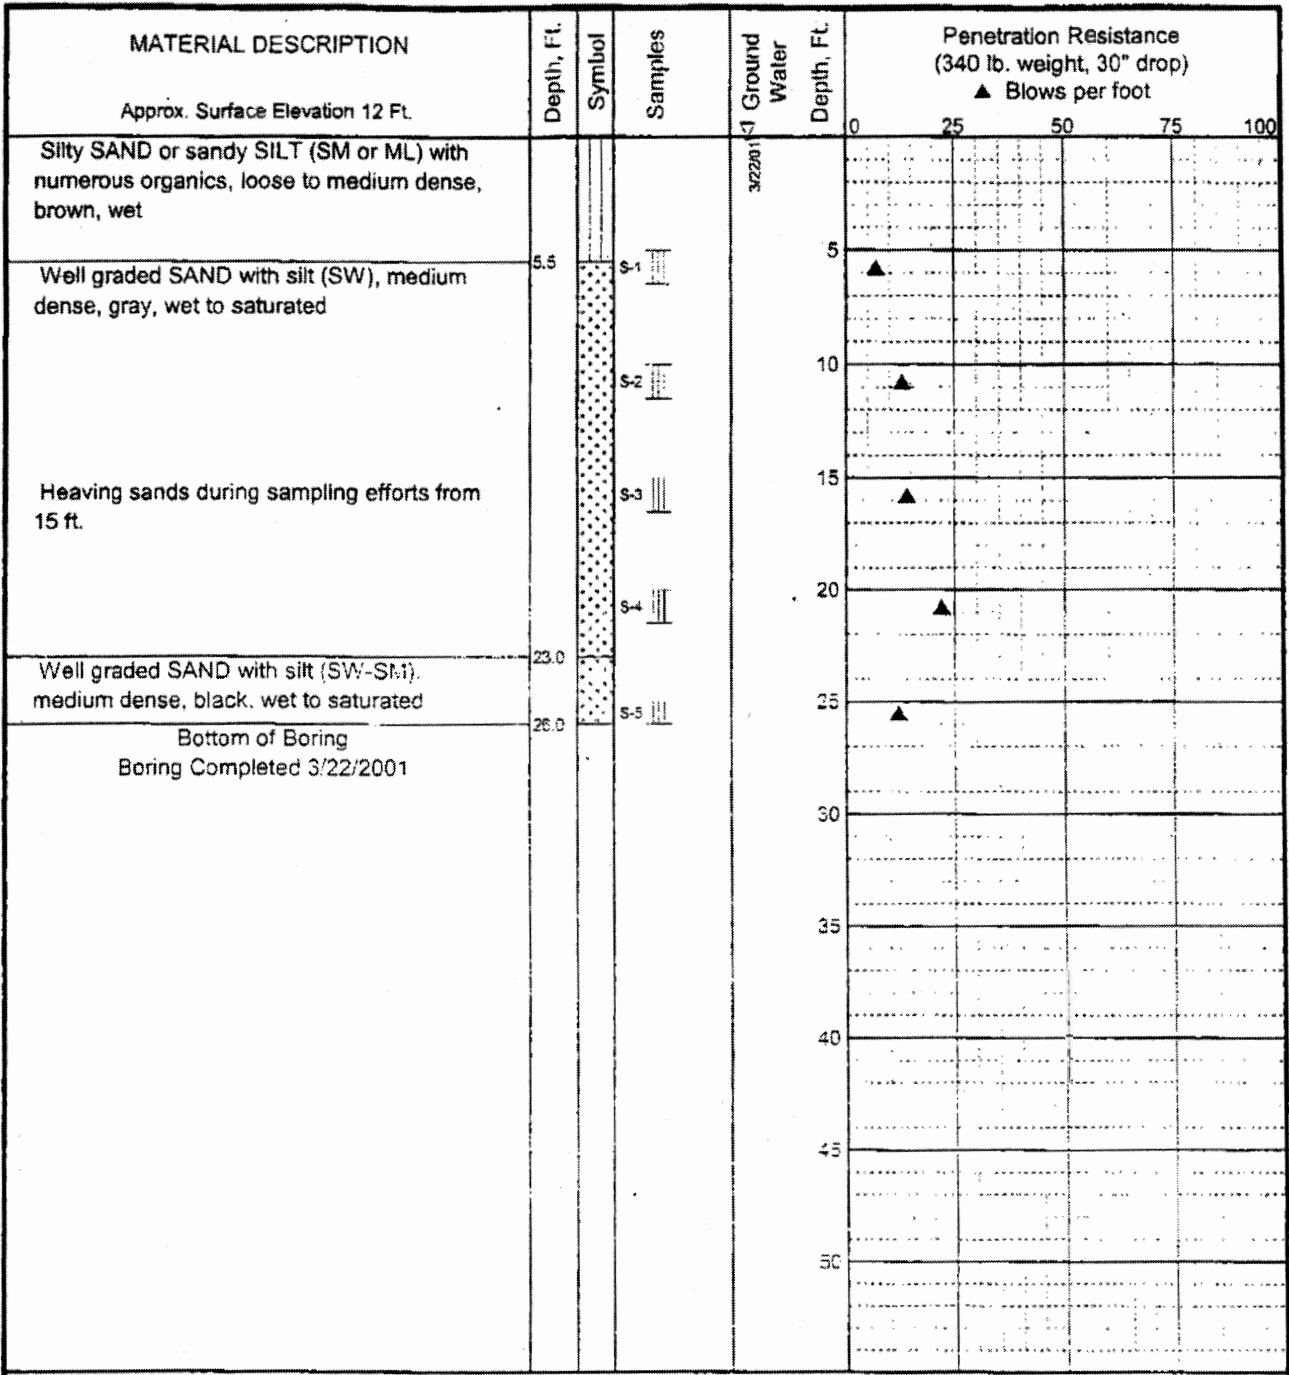 MATERIAL DESCRIPTION
Approx. Surface Elevation 12 Ft.
Depth, Ft.
Symbol
Samples
Ground
Water
Depth, Ft.
Penetration Resistance
(340 lb. weight, 30" drop)
▲ Blows per foot
0 25 50 75 100
3/22/01
Silty SAND or sandy SILT (SM or ML) with
numerous organics, loose to medium dense,
brown, wet
5
5.5
S-1
Well graded SAND with silt (SW), medium
dense, gray, wet to saturated
10
S-2
15
Heaving sands during sampling efforts from
15 ft.
S-3
20
S-4
23.0
Well graded SAND with silt (SW-SM),
medium dense, black, wet to saturated
25
S-5
26.0
Bottom of Boring
Boring Completed 3/22/2001
30
35
40
45
50